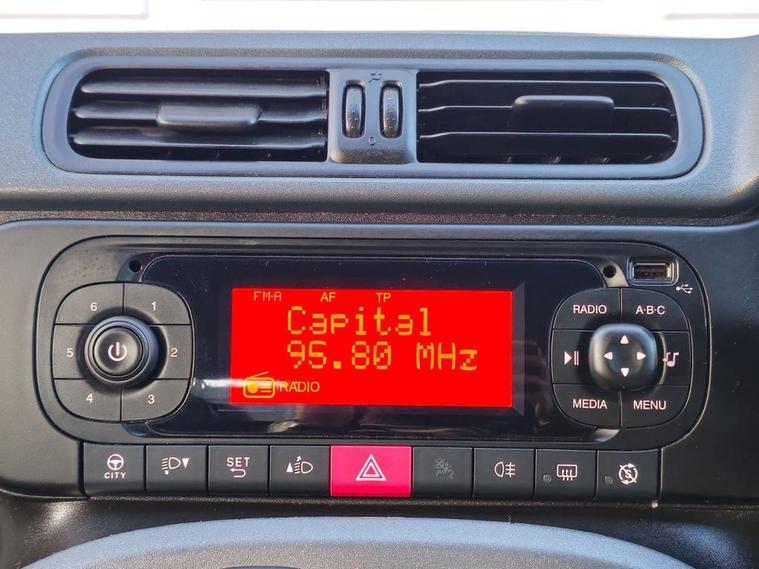 FM-A AF TP
Capital
95.80 MHz
RADIO
6 1
5 2
4 3
RADIO A·B·C
MEDIA MENU
CITY
SET
0